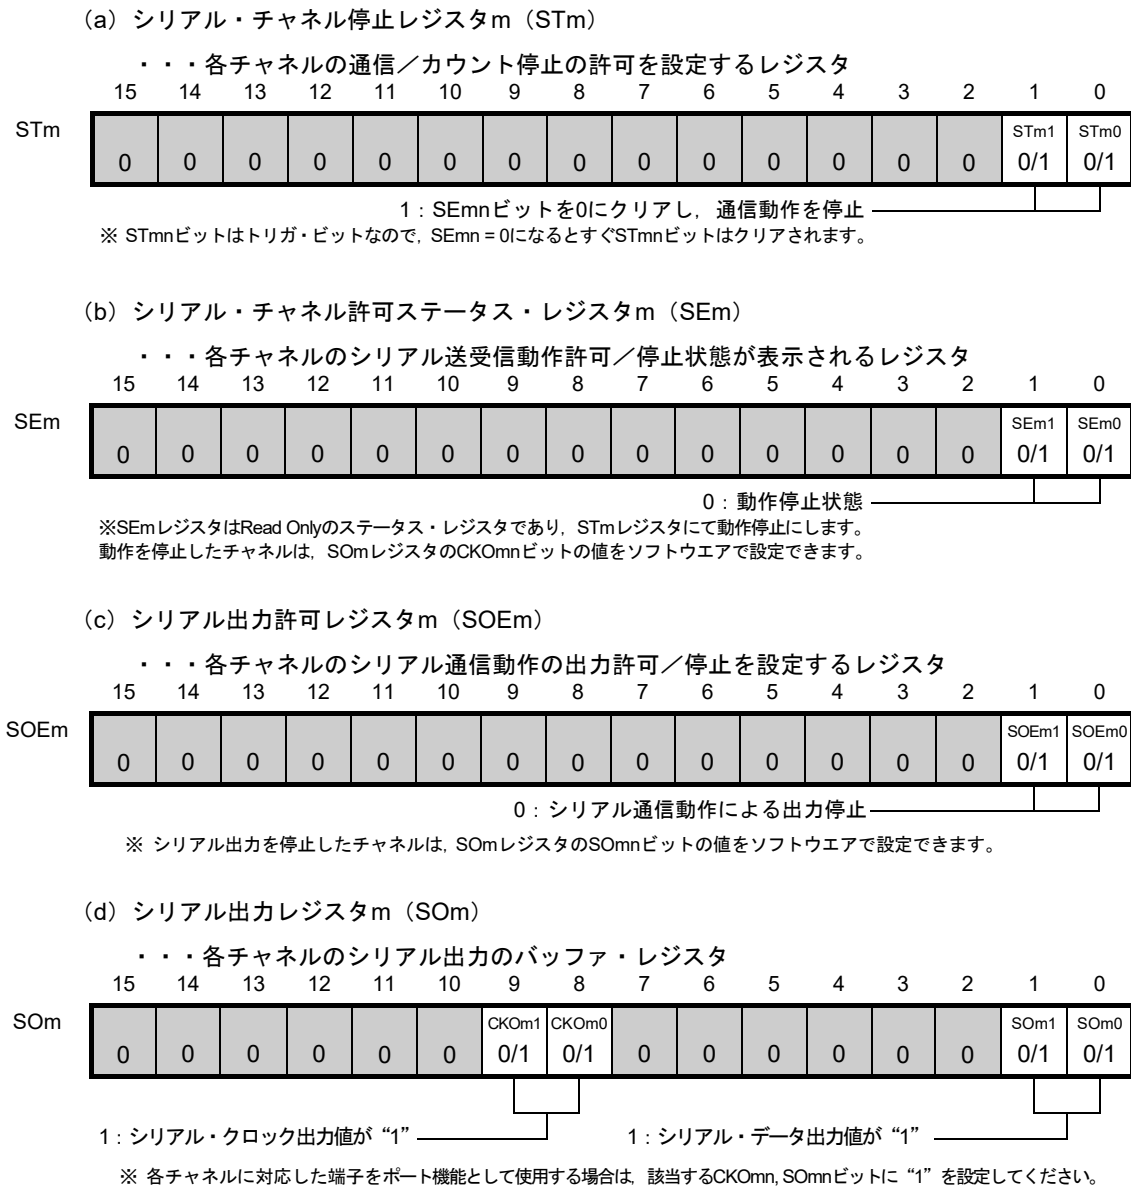 (a) シリアル・チャネル停止レジスタm（STm）
・・・各チャネルの通信／カウント停止の許可を設定するレジスタ
15 14 13 12 11 10 9 8 7 6 5 4 3 2 1 0
STm
STm1 STm0
0 0 0 0 0 0 0 0 0 0 0 0 0 0 0/1 0/1
1：SEmnビットを0にクリアし，通信動作を停止
※ STmnビットはトリガ・ビットなので，SEmn = 0になるとすぐSTmnビットはクリアされます。
(b) シリアル・チャネル許可ステータス・レジスタm（SEm）
・・・各チャネルのシリアル送受信動作許可／停止状態が表示されるレジスタ
15 14 13 12 11 10 9 8 7 6 5 4 3 2 1 0
SEm
SEm1 SEm0
0 0 0 0 0 0 0 0 0 0 0 0 0 0 0/1 0/1
0：動作停止状態
※SEmレジスタはRead Onlyのステータス・レジスタであり，STmレジスタにて動作停止にします。
動作を停止したチャネルは，SOmレジスタのCKOmnビットの値をソフトウエアで設定できます。
(c) シリアル出力許可レジスタm（SOEm）
・・・各チャネルのシリアル通信動作の出力許可／停止を設定するレジスタ
15 14 13 12 11 10 9 8 7 6 5 4 3 2 1 0
SOEm
SOEm1 SOEm0
0 0 0 0 0 0 0 0 0 0 0 0 0 0 0/1 0/1
0：シリアル通信動作による出力停止
※ シリアル出力を停止したチャネルは，SOmレジスタのSOmnビットの値をソフトウエアで設定できます。
(d) シリアル出力レジスタm（SOm）
・・・各チャネルのシリアル出力のバッファ・レジスタ
15 14 13 12 11 10 9 8 7 6 5 4 3 2 1 0
SOm
CKOm1 CKOm0 SOm1 SOm0
0 0 0 0 0 0 0/1 0/1 0 0 0 0 0 0 0/1 0/1
1：シリアル・クロック出力値が“1” 1：シリアル・データ出力値が“1”
※ 各チャネルに対応した端子をポート機能として使用する場合は，該当するCKOmn, SOmnビットに“1”を設定してください。